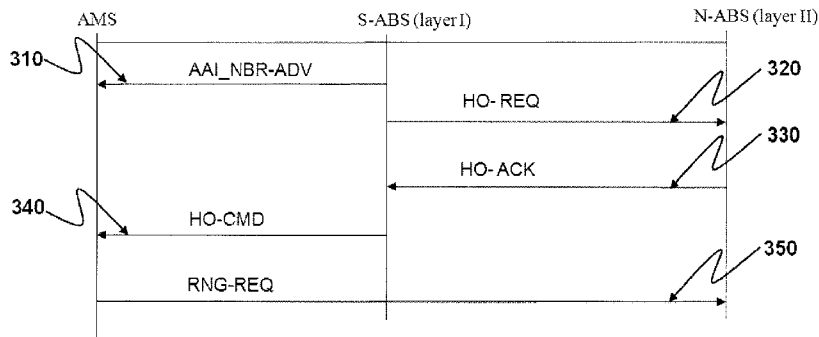 AMS S-ABS (layer I) N-ABS (layer II)
310 AAI_NBR-ADV
HO- REQ 320
HO- ACK 330
340 HO-CMD
RNG-REQ 350